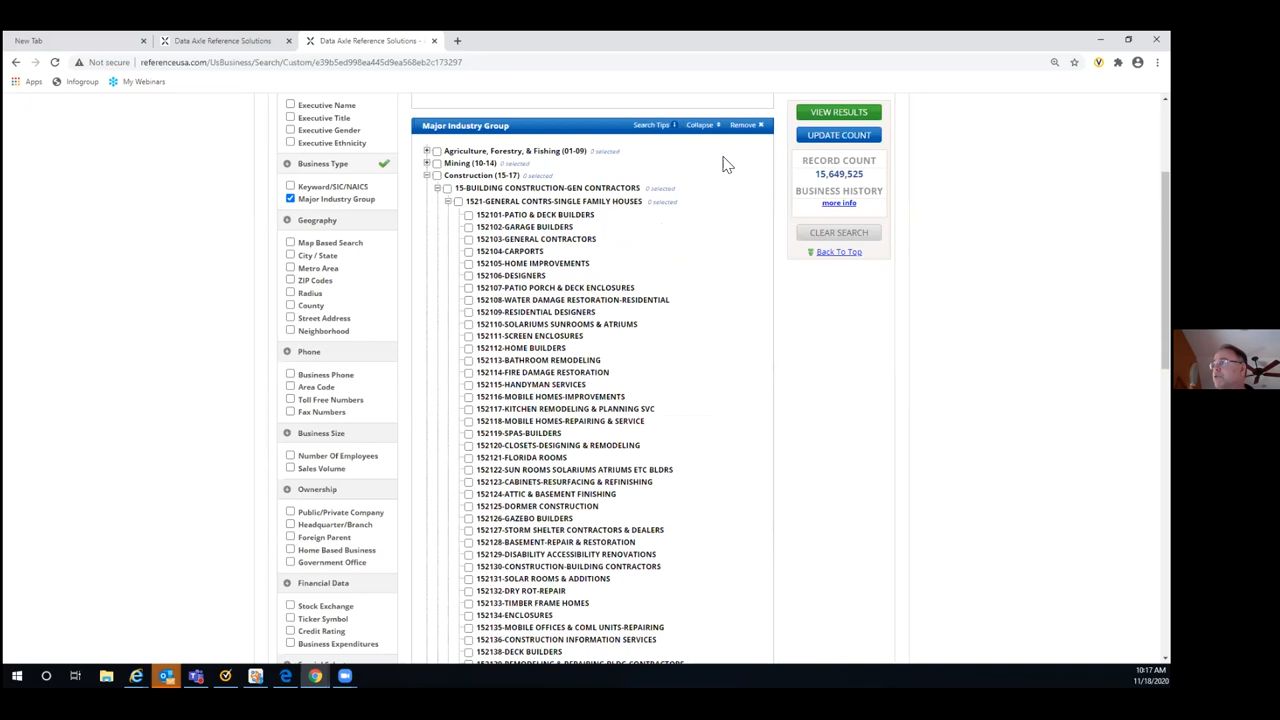 New Tab
Data Axle Reference Solutions
Data Axle Reference Solutions -
Not secure
referenceusa.com/UsBusiness/Search/Custom/e39b5ed998ea445d9ea568eb2c173297
Apps
Infogroup
My Webinars
Executive Name
Executive Title
Executive Gender
Executive Ethnicity
Business Type
Keyword/SIC/NAICS
Major Industry Group
Geography
Map Based Search
City / State
Metro Area
ZIP Codes
Radius
County
Street Address
Neighborhood
Phone
Business Phone
Area Code
Toll Free Numbers
Fax Numbers
Business Size
Number Of Employees
Sales Volume
Ownership
Public/Private Company
Headquarter/Branch
Foreign Parent
Home Based Business
Government Office
Financial Data
Stock Exchange
Ticker Symbol
Credit Rating
Business Expenditures
Major Industry Group
Search Tips
Collapse
Remove
Agriculture, Forestry, & Fishing (01-09) 0 selected
Mining (10-14) 0 selected
Construction (15-17) 0 selected
15-BUILDING CONSTRUCTION-GEN CONTRACTORS 0 selected
1521-GENERAL CONTRS-SINGLE FAMILY HOUSES 0 selected
152101-PATIO & DECK BUILDERS
152102-GARAGE BUILDERS
152103-GENERAL CONTRACTORS
152104-CARPORTS
152105-HOME IMPROVEMENTS
152106-DESIGNERS
152107-PATIO PORCH & DECK ENCLOSURES
152108-WATER DAMAGE RESTORATION-RESIDENTIAL
152109-RESIDENTIAL DESIGNERS
152110-SOLARIUMS SUNROOMS & ATRIUMS
152111-SCREEN ENCLOSURES
152112-HOME BUILDERS
152113-BATHROOM REMODELING
152114-FIRE DAMAGE RESTORATION
152115-HANDYMAN SERVICES
152116-MOBILE HOMES-IMPROVEMENTS
152117-KITCHEN REMODELING & PLANNING SVC
152118-MOBILE HOMES-REPAIRING & SERVICE
152119-SPAS-BUILDERS
152120-CLOSETS-DESIGNING & REMODELING
152121-FLORIDA ROOMS
152122-SUN ROOMS SOLARIUMS ATRIUMS ETC BLDRS
152123-CABINETS-RESURFACING & REFINISHING
152124-ATTIC & BASEMENT FINISHING
152125-DORMER CONSTRUCTION
152126-GAZEBO BUILDERS
152127-STORM SHELTER CONTRACTORS & DEALERS
152128-BASEMENT-REPAIR & RESTORATION
152129-DISABILITY ACCESSIBILITY RENOVATIONS
152130-CONSTRUCTION-BUILDING CONTRACTORS
152131-SOLAR ROOMS & ADDITIONS
152132-DRY ROT-REPAIR
152133-TIMBER FRAME HOMES
152134-ENCLOSURES
152135-MOBILE OFFICES & COML UNITS-REPAIRING
152136-CONSTRUCTION INFORMATION SERVICES
152138-DECK BUILDERS
VIEW RESULTS
UPDATE COUNT
RECORD COUNT
15,649,525
BUSINESS HISTORY
more info
CLEAR SEARCH
Back To Top
10:17 AM
11/18/2020